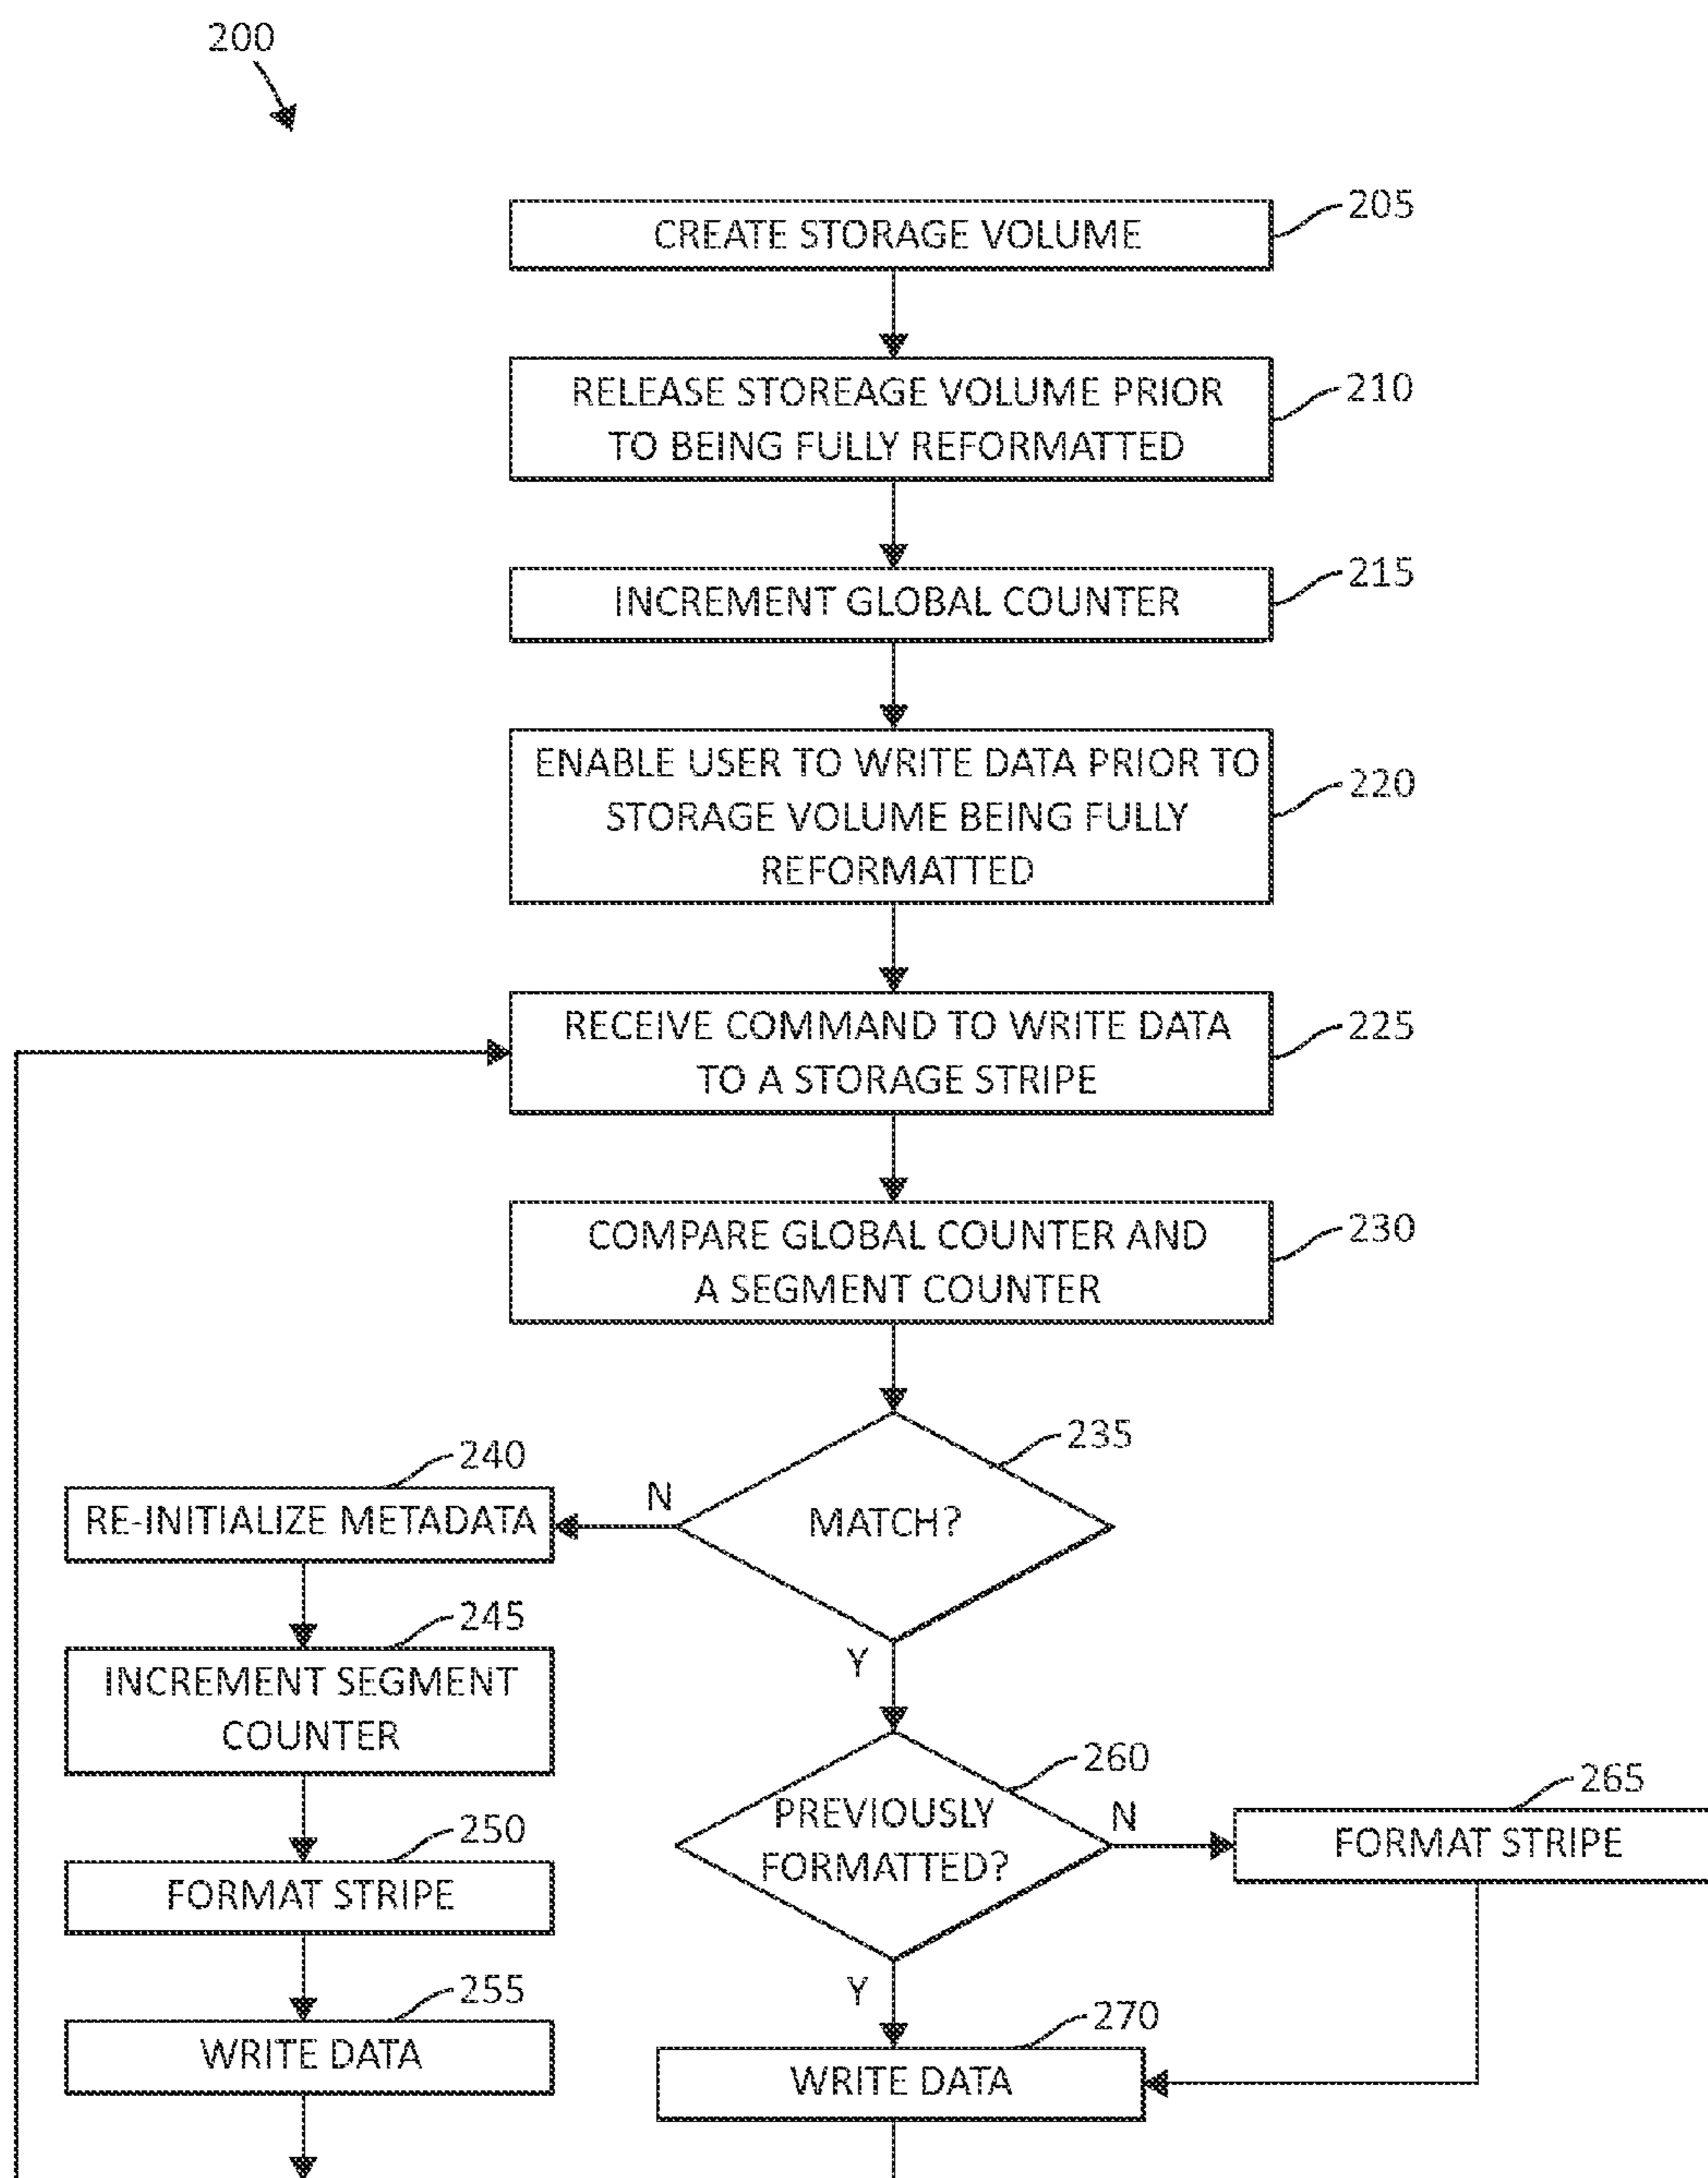 200
CREATE STORAGE VOLUME
205
RELEASE STOREAGE VOLUME PRIOR
TO BEING FULLY REFORMATTED
210
INCREMENT GLOBAL COUNTER
215
ENABLE USER TO WRITE DATA PRIOR TO
STORAGE VOLUME BEING FULLY
REFORMATTED
220
RECEIVE COMMAND TO WRITE DATA
TO A STORAGE STRIPE
225
COMPARE GLOBAL COUNTER AND
A SEGMENT COUNTER
230
MATCH?
235
N
Y
240
RE-INITIALIZE METADATA
245
INCREMENT SEGMENT
COUNTER
250
FORMAT STRIPE
255
WRITE DATA
260
PREVIOUSLY
FORMATTED?
N
Y
265
FORMAT STRIPE
270
WRITE DATA